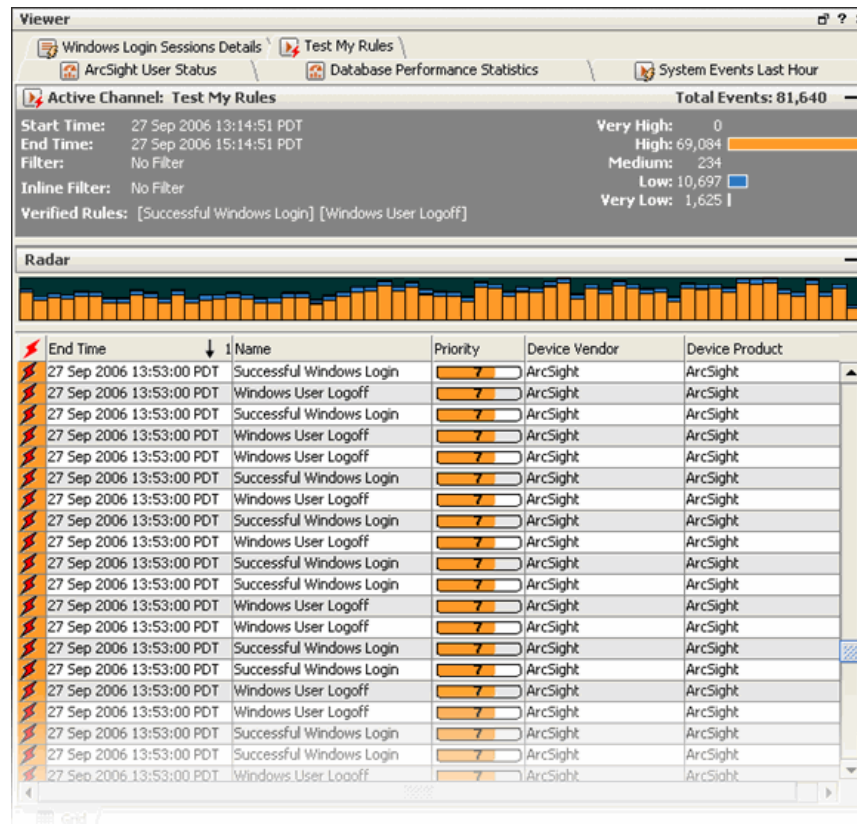 Viewer
Windows Login Sessions Details Test My Rules
ArcSight User Status Database Performance Statistics System Events Last Hour
Active Channel: Test My Rules Total Events: 81,640
Start Time: 27 Sep 2006 13:14:51 PDT Very High: 0
End Time: 27 Sep 2006 15:14:51 PDT High: 69,084
Filter: No Filter Medium: 234
Inline Filter: No Filter Low: 10,697
Verified Rules: [Successful Windows Login] [Windows User Logoff] Very Low: 1,625
Radar
End Time 1 Name Priority Device Vendor Device Product
27 Sep 2006 13:53:00 PDT Successful Windows Login 7 ArcSight ArcSight
27 Sep 2006 13:53:00 PDT Windows User Logoff 7 ArcSight ArcSight
27 Sep 2006 13:53:00 PDT Successful Windows Login 7 ArcSight ArcSight
27 Sep 2006 13:53:00 PDT Windows User Logoff 7 ArcSight ArcSight
27 Sep 2006 13:53:00 PDT Windows User Logoff 7 ArcSight ArcSight
27 Sep 2006 13:53:00 PDT Successful Windows Login 7 ArcSight ArcSight
27 Sep 2006 13:53:00 PDT Windows User Logoff 7 ArcSight ArcSight
27 Sep 2006 13:53:00 PDT Successful Windows Login 7 ArcSight ArcSight
27 Sep 2006 13:53:00 PDT Windows User Logoff 7 ArcSight ArcSight
27 Sep 2006 13:53:00 PDT Successful Windows Login 7 ArcSight ArcSight
27 Sep 2006 13:53:00 PDT Successful Windows Login 7 ArcSight ArcSight
27 Sep 2006 13:53:00 PDT Windows User Logoff 7 ArcSight ArcSight
27 Sep 2006 13:53:00 PDT Windows User Logoff 7 ArcSight ArcSight
27 Sep 2006 13:53:00 PDT Successful Windows Login 7 ArcSight ArcSight
27 Sep 2006 13:53:00 PDT Successful Windows Login 7 ArcSight ArcSight
27 Sep 2006 13:53:00 PDT Windows User Logoff 7 ArcSight ArcSight
27 Sep 2006 13:53:00 PDT Windows User Logoff 7 ArcSight ArcSight
27 Sep 2006 13:53:00 PDT Successful Windows Login 7 ArcSight ArcSight
27 Sep 2006 13:53:00 PDT Successful Windows Login 7 ArcSight ArcSight
27 Sep 2006 13:53:00 PDT Windows User Logoff 7 ArcSight ArcSight
Grid